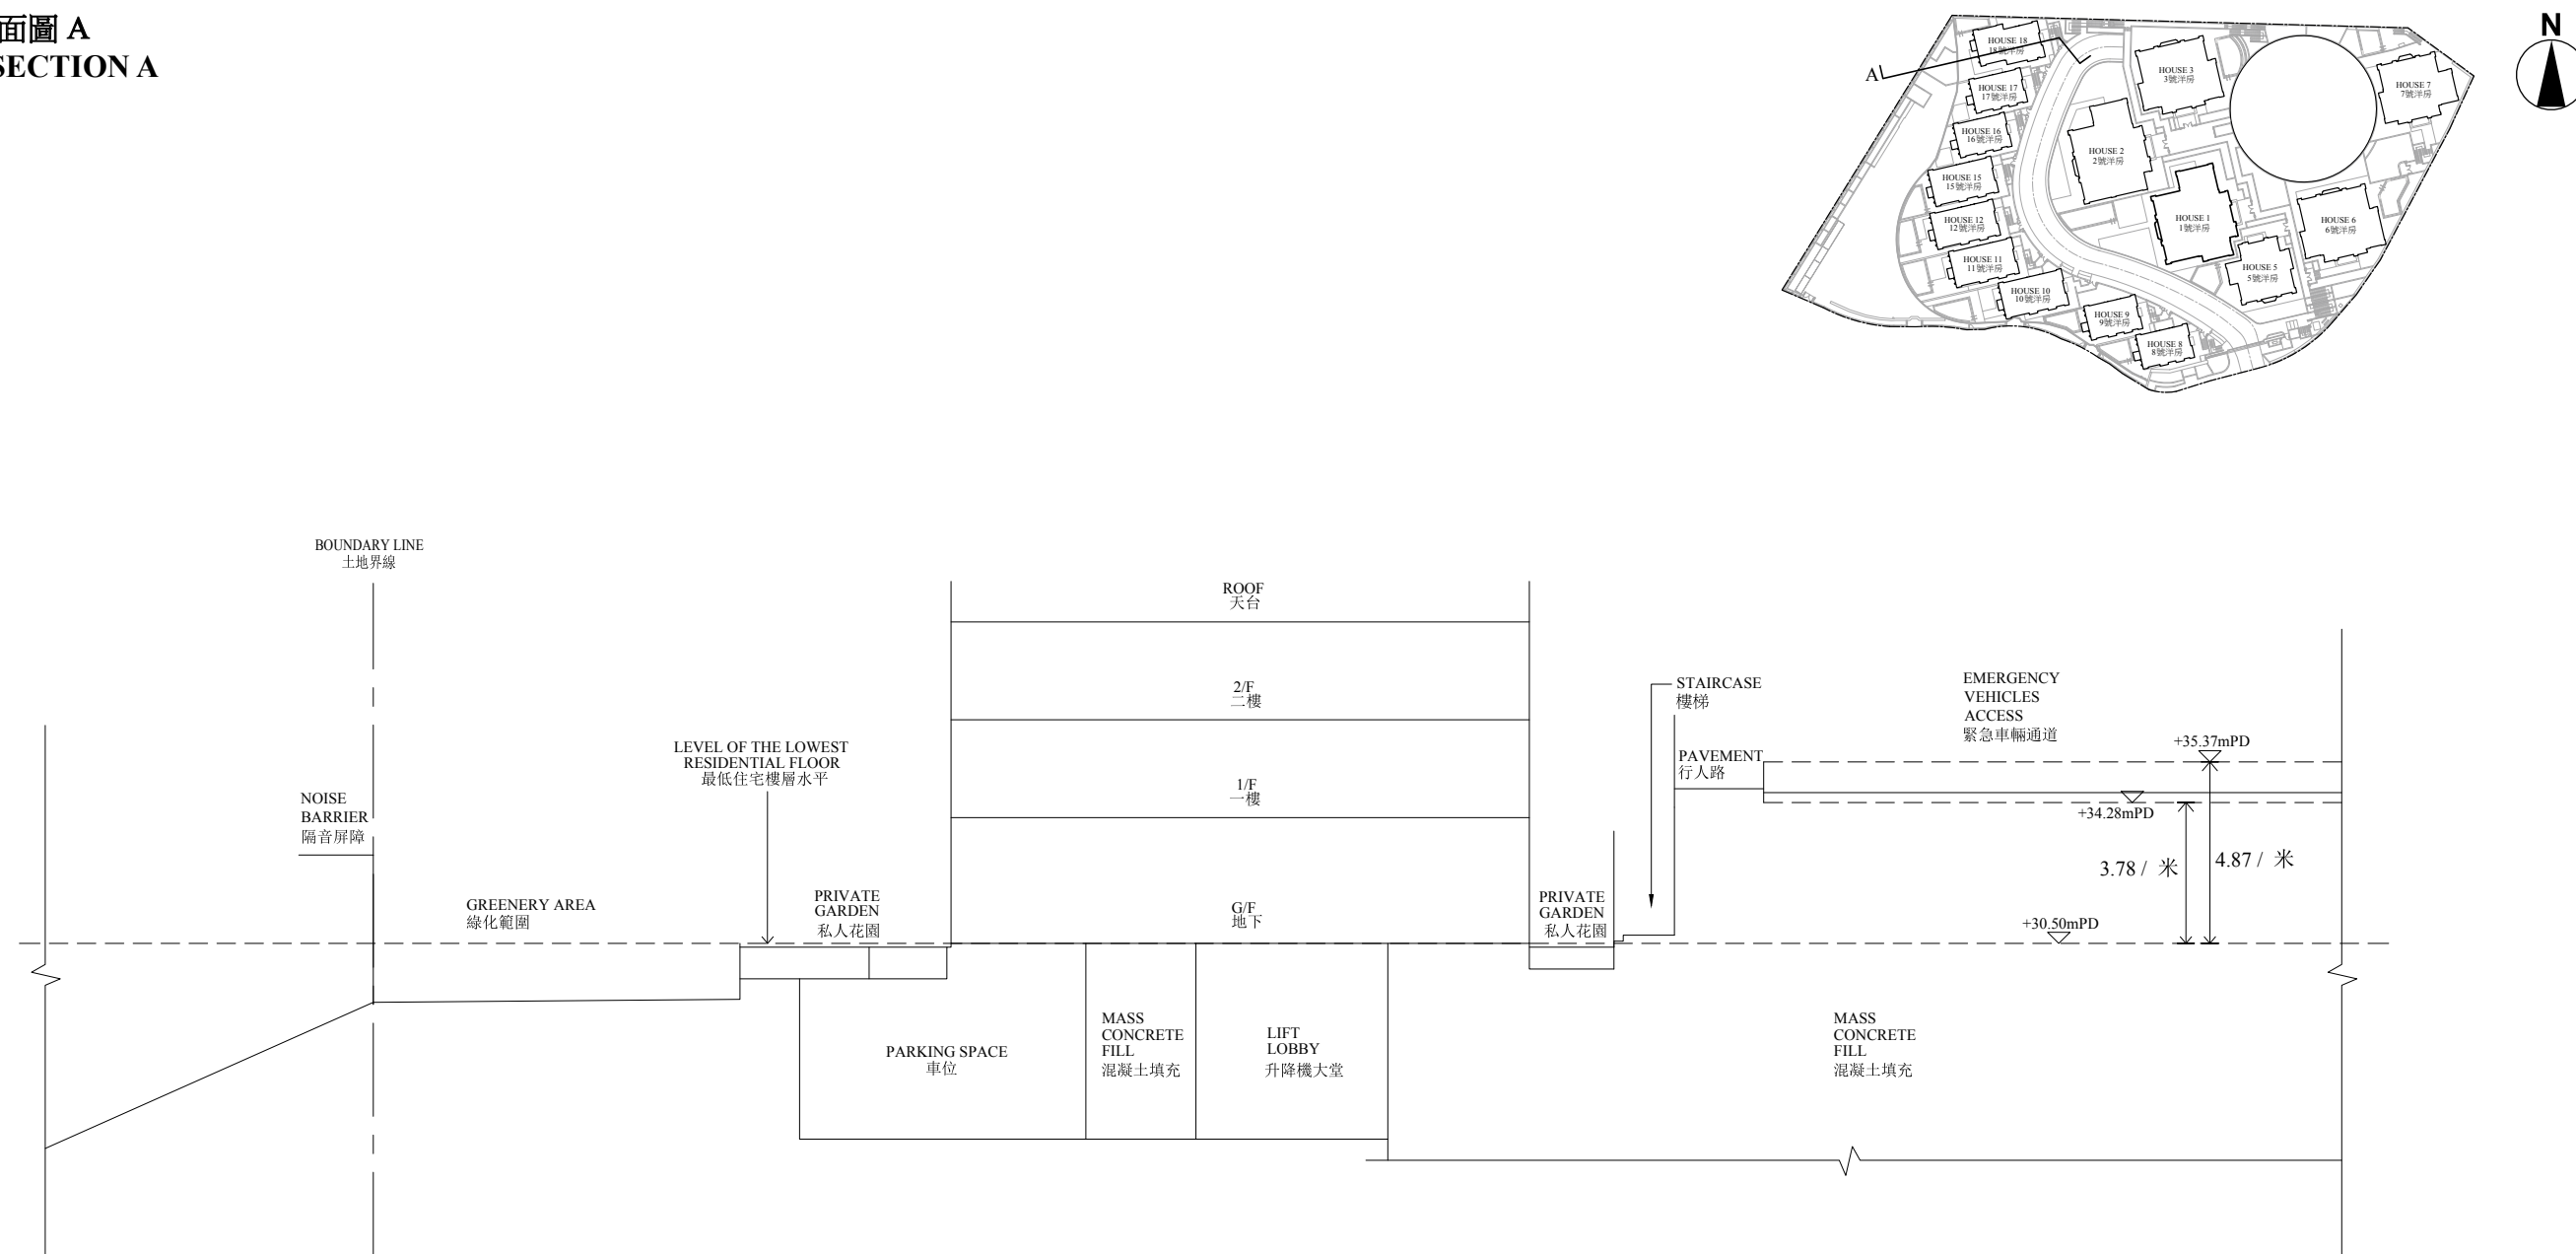 面圖 A
SECTION A
N
A
HOUSE 18
18號洋房
HOUSE 17
17號洋房
HOUSE 16
16號洋房
HOUSE 15
15號洋房
HOUSE 12
12號洋房
HOUSE 11
11號洋房
HOUSE 10
10號洋房
HOUSE 9
9號洋房
HOUSE 8
8號洋房
HOUSE 3
3號洋房
HOUSE 2
2號洋房
HOUSE 1
1號洋房
HOUSE 5
5號洋房
HOUSE 6
6號洋房
HOUSE 7
7號洋房
BOUNDARY LINE
土地界線
NOISE
BARRIER
隔音屏障
GREENERY AREA
綠化範圍
LEVEL OF THE LOWEST
RESIDENTIAL FLOOR
最低住宅樓層水平
PRIVATE
GARDEN
私人花園
ROOF
天台
2/F
二樓
1/F
一樓
G/F
地下
PRIVATE
GARDEN
私人花園
STAIRCASE
樓梯
PAVEMENT
行人路
EMERGENCY
VEHICLES
ACCESS
緊急車輛通道
+35.37mPD
+34.28mPD
3.78 / 米
4.87 / 米
+30.50mPD
PARKING SPACE
車位
MASS
CONCRETE
FILL
混凝土填充
LIFT
LOBBY
升降機大堂
MASS
CONCRETE
FILL
混凝土填充